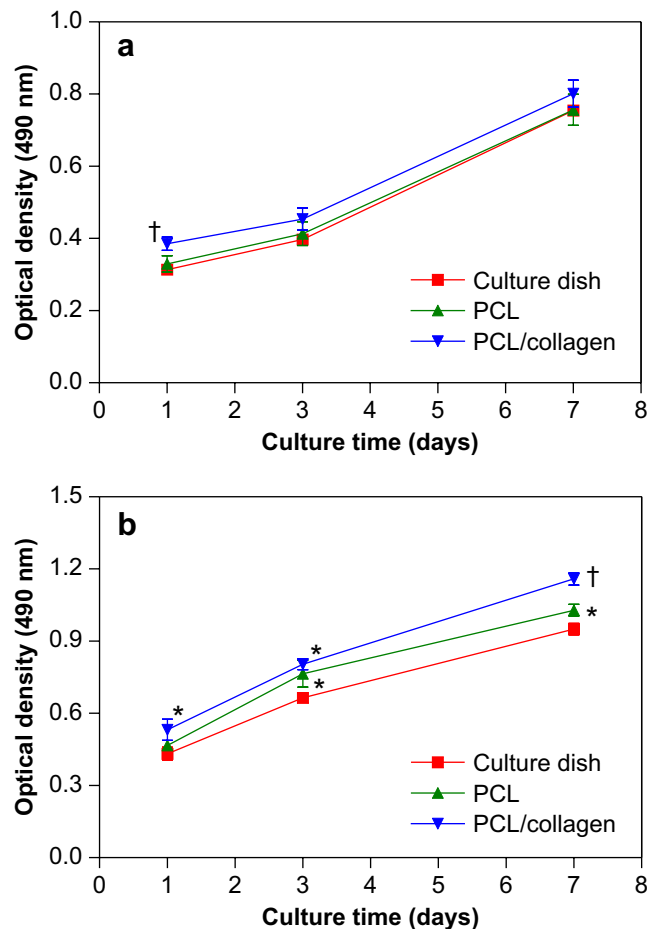 a
1.0
0.8
0.6
0.4
0.2
0.0
Optical density (490 nm)
†
Culture dish
PCL
PCL/collagen
0 1 2 3 4 5 6 7 8
Culture time (days)
b
1.5
1.2
0.9
0.6
0.3
0.0
Optical density (490 nm)
*
*
*
†
*
Culture dish
PCL
PCL/collagen
0 1 2 3 4 5 6 7 8
Culture time (days)